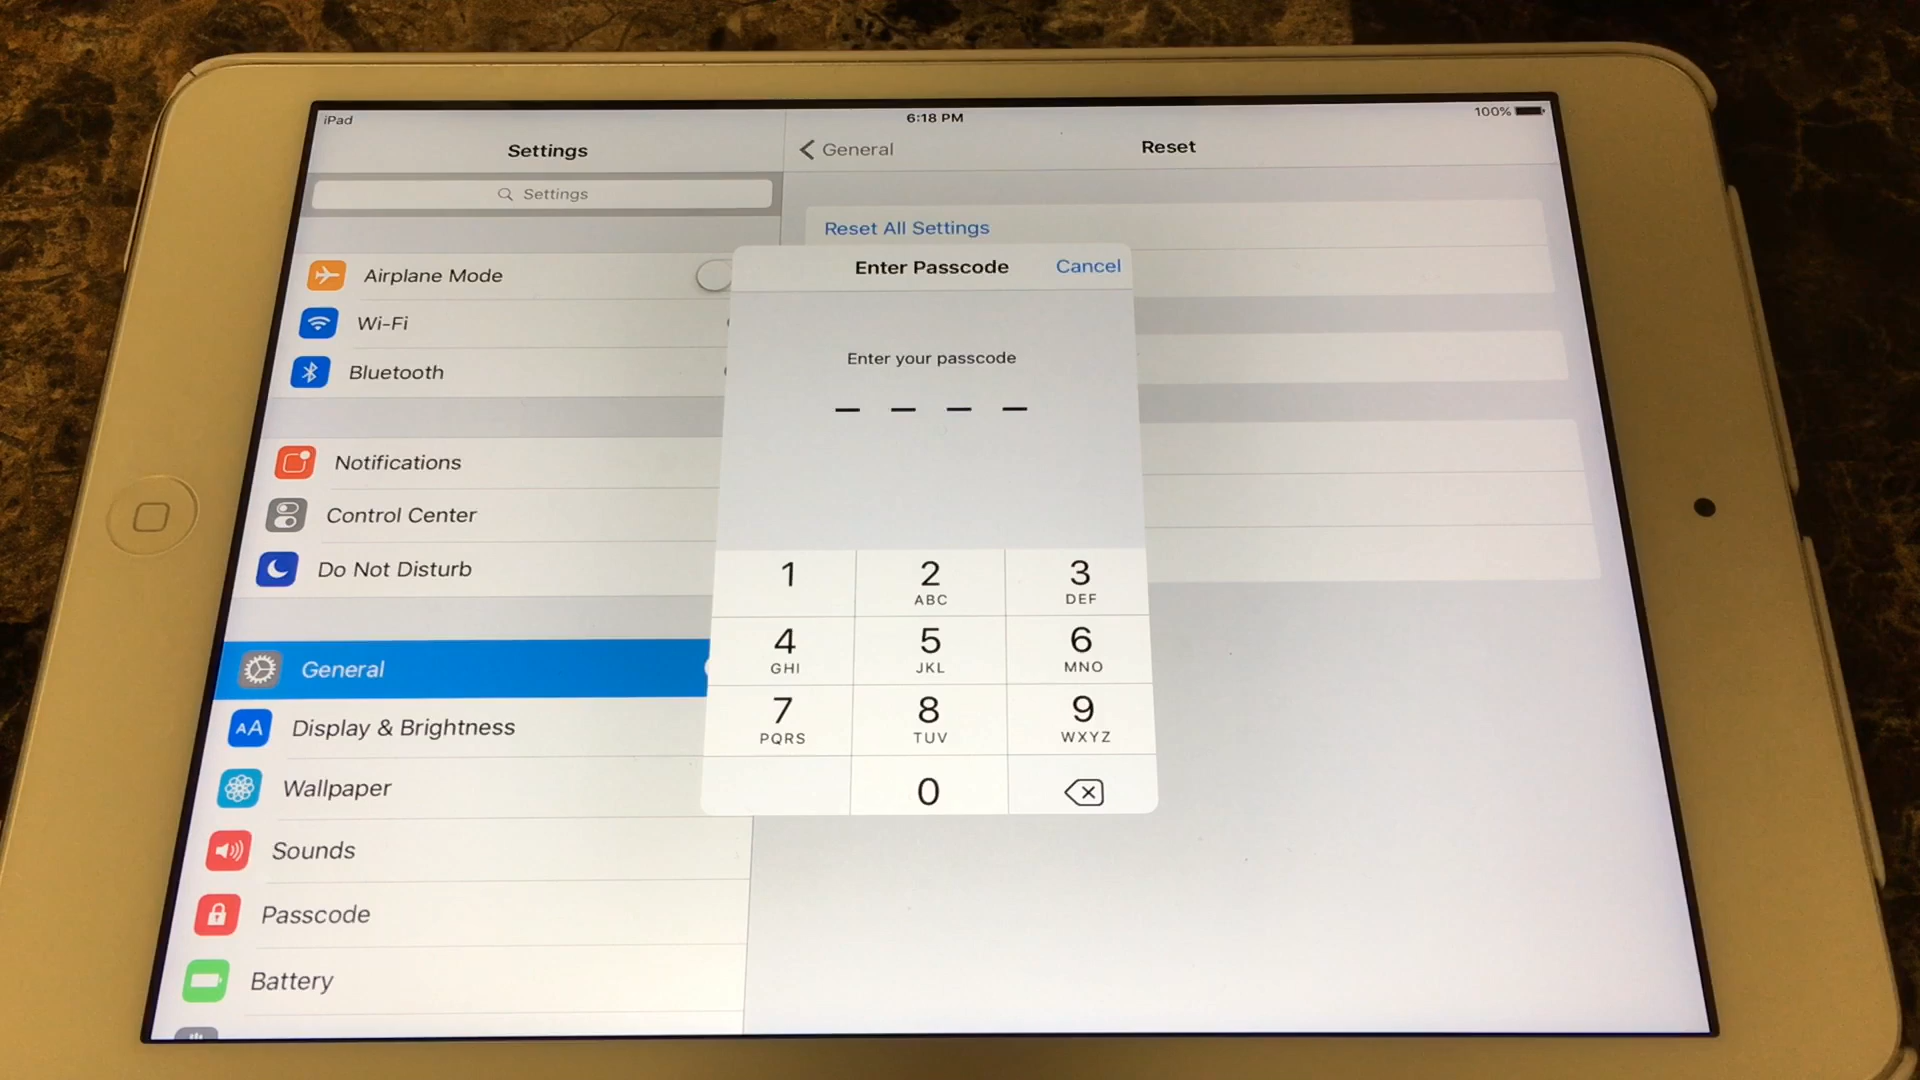 iPad
6:18 PM
100%
Settings
General
Reset
Settings
Reset All Settings
Airplane Mode
Wi-Fi
Bluetooth
Notifications
Control Center
Do Not Disturb
General
Display & Brightness
AA
Wallpaper
Sounds
Passcode
Battery
Enter Passcode
Cancel
Enter your passcode
1
2
ABC
3
DEF
4
GHI
5
JKL
6
MNO
7
PQRS
8
TUV
9
WXYZ
0